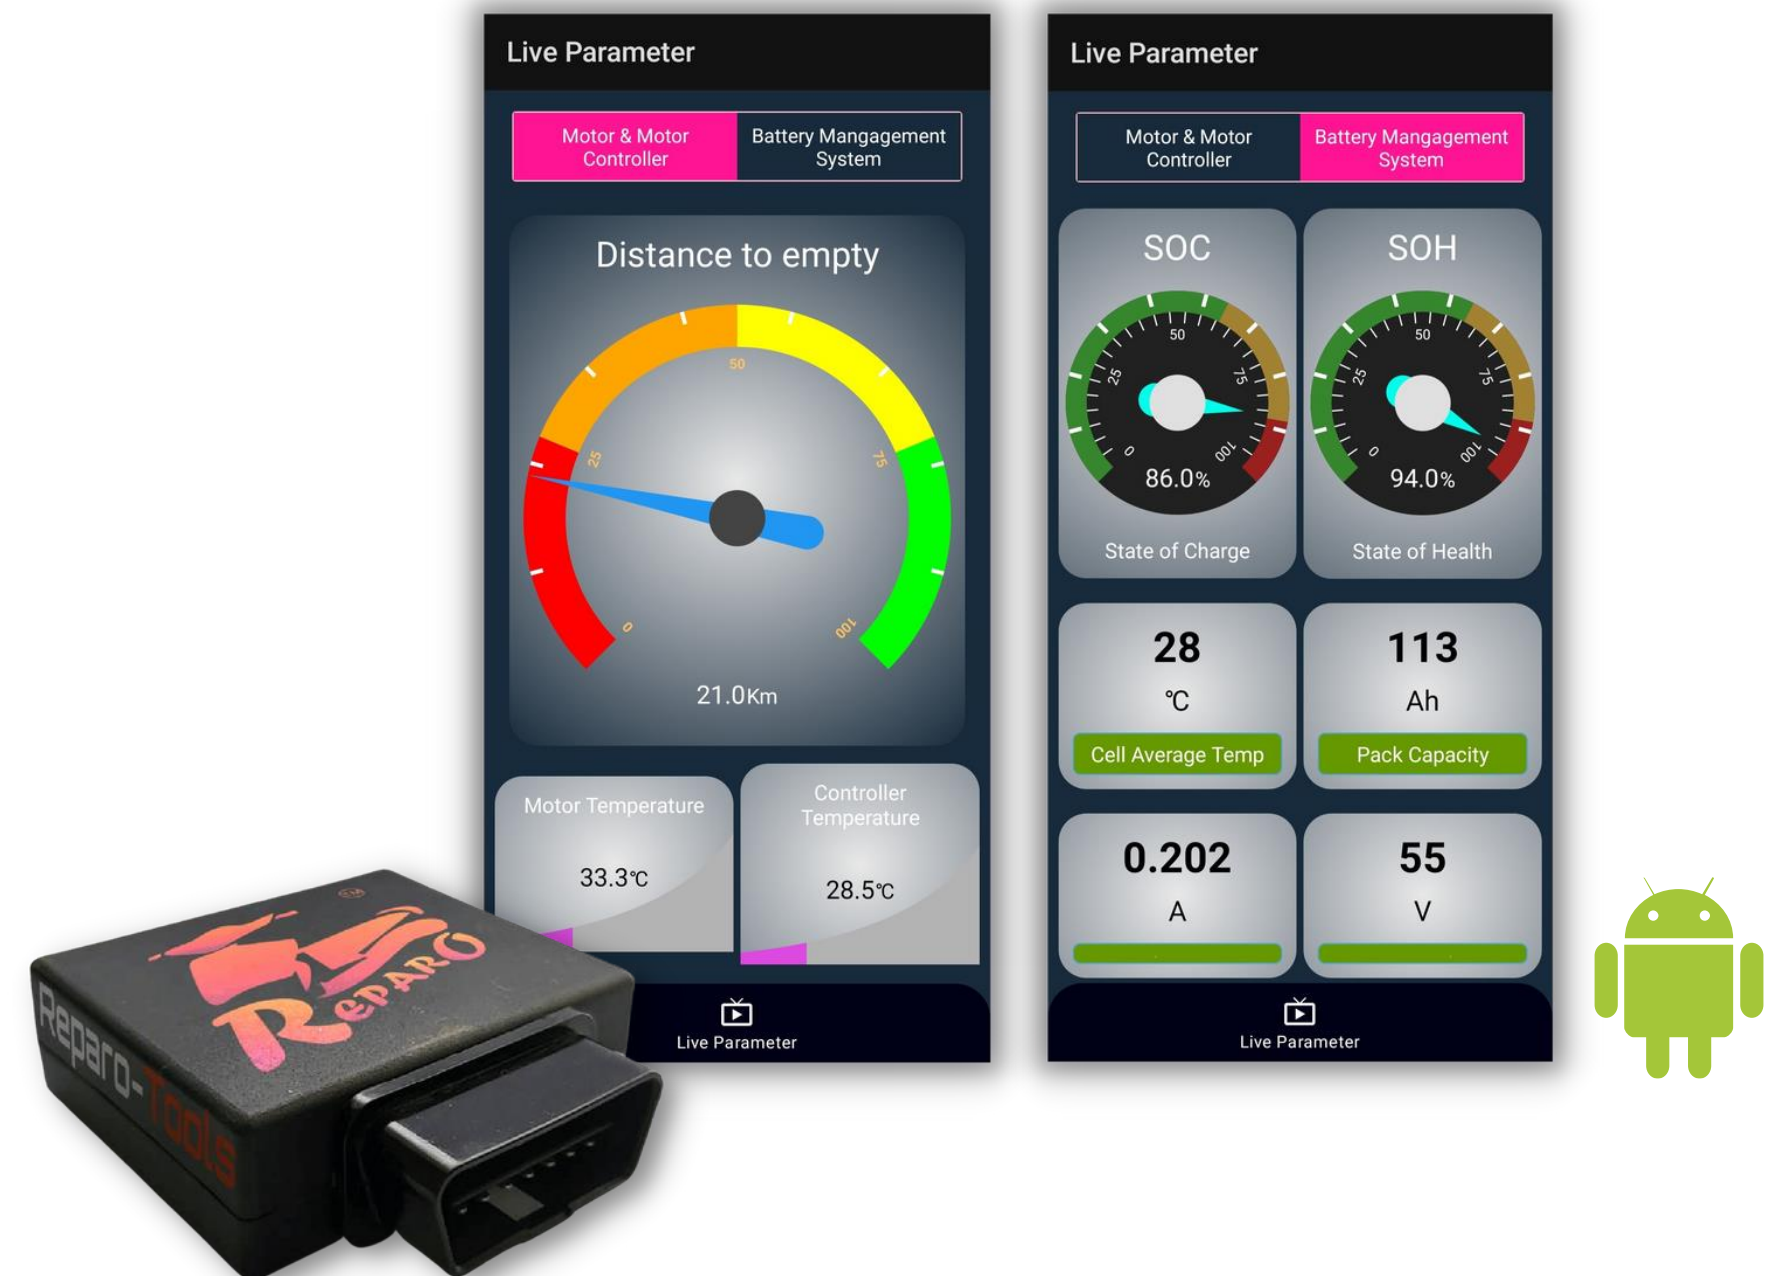 Live Parameter
Motor & Motor
Controller
Battery Mangagement
System
Distance to empty
0
25
50
75
100
21.0Km
Motor Temperature
33.3℃
Controller
Temperature
28.5℃
Live Parameter
Live Parameter
Motor & Motor
Controller
Battery Mangagement
System
SOC
0
25
50
75
100
86.0%
State of Charge
SOH
0
25
50
75
100
94.0%
State of Health
28
℃
Cell Average Temp
113
Ah
Pack Capacity
0.202
A
55
V
Live Parameter
REPARO
Reparo-Tools